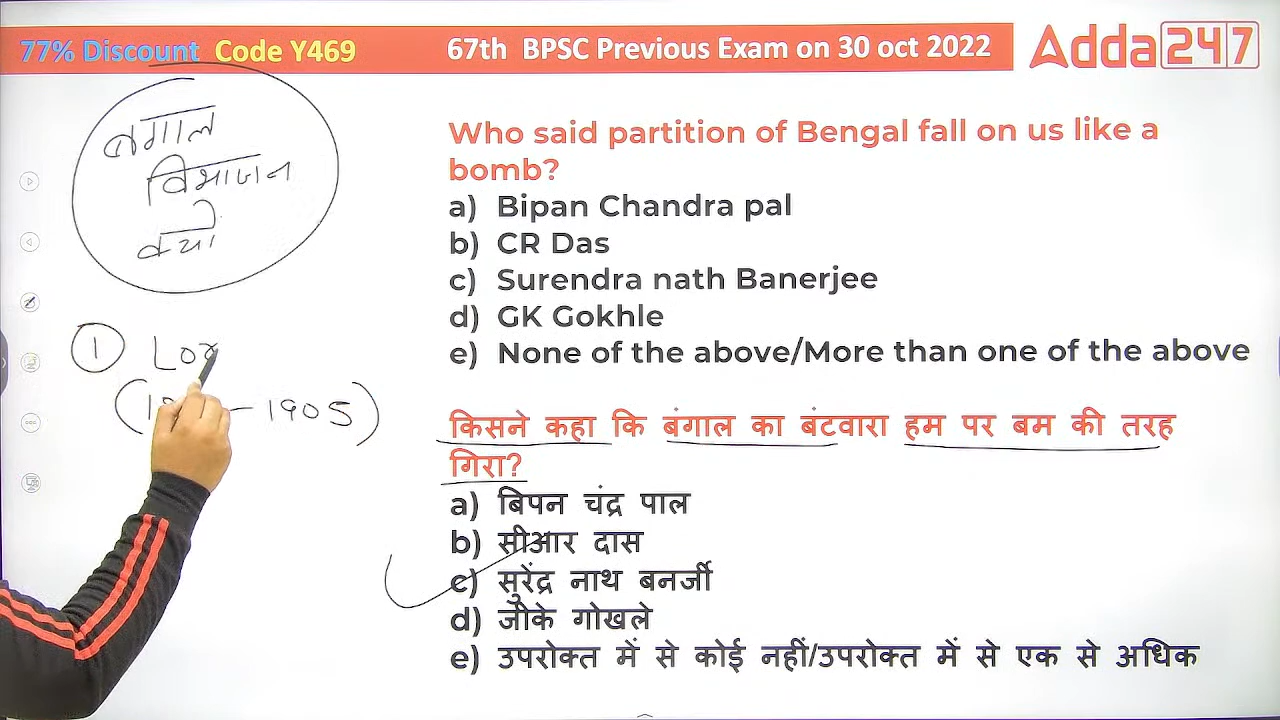 77% Discount Code Y469
67th BPSC Previous Exam on 30 oct 2022
Adda247
बंगाल
विभाजन
क्यों
Who said partition of Bengal fall on us like a
bomb?
a) Bipan Chandra pal
b) CR Das
c) Surendra nath Banerjee
d) GK Gokhle
e) None of the above/More than one of the above
1 Lor
– 1905)
किसने कहा कि बंगाल का बंटवारा हम पर बम की तरह
गिरा?
a) बिपन चंद्र पाल
b) सीआर दास
c) सुरेंद्र नाथ बनर्जी
d) जीके गोखले
e) उपरोक्त में से कोई नहीं/उपरोक्त में से एक से अधिक